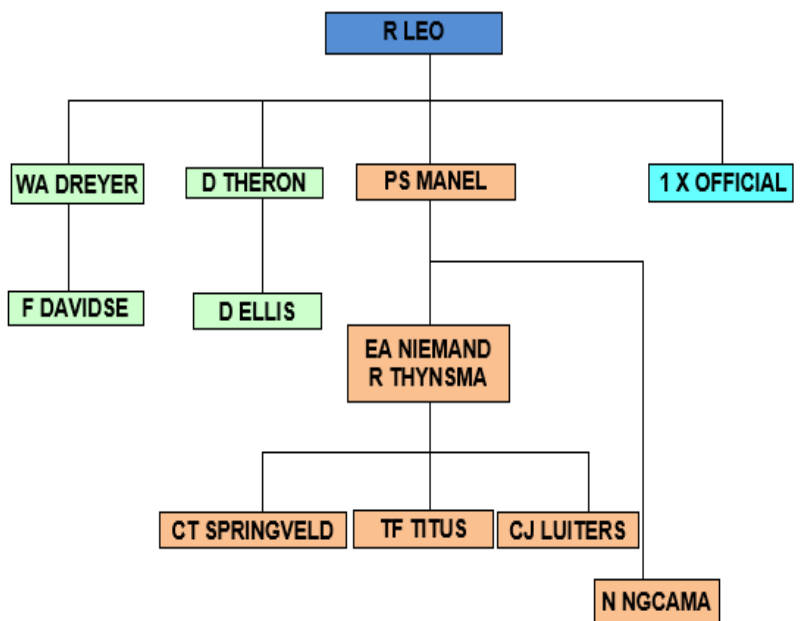 R LEO
WA DREYER
D THERON
PS MANEL
1 X OFFICIAL
F DAVIDSE
D ELLIS
EA NIEMAND
R THYNSMA
CT SPRINGVELD
TF TITUS
CJ LUITERS
N NGCAMA